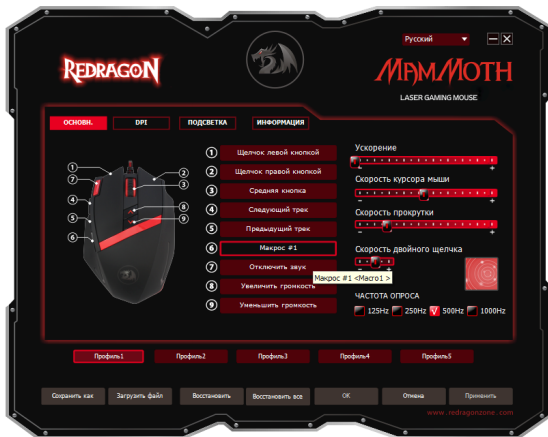 Русский
REDRAGON
MAMMOTH
LASER GAMING MOUSE
ОСНОВН.
DPI
ПОДСВЕТКА
ИНФОРМАЦИЯ
1 Щелчок левой кнопкой
2 Щелчок правой кнопкой
3 Средняя кнопка
4 Следующий трек
5 Предыдущий трек
6 Макрос #1
7 Отключить звук
8 Увеличить громкость
9 Уменьшить громкость
1
2
7
3
4
8
5
9
6
Макрос #1 <Macro1 >
Ускорение
- +
Скорость курсора мыши
- +
Скорость прокрутки
- +
Скорость двойного щелчка
- +
ЧАСТОТА ОПРОСА
125Hz 250Hz 500Hz 1000Hz
Профиль1 Профиль2 Профиль3 Профиль4 Профиль5
Сохранить как Загрузить файл Восстановить Восстановить все OK Отмена Применить
www.redragonzone.com